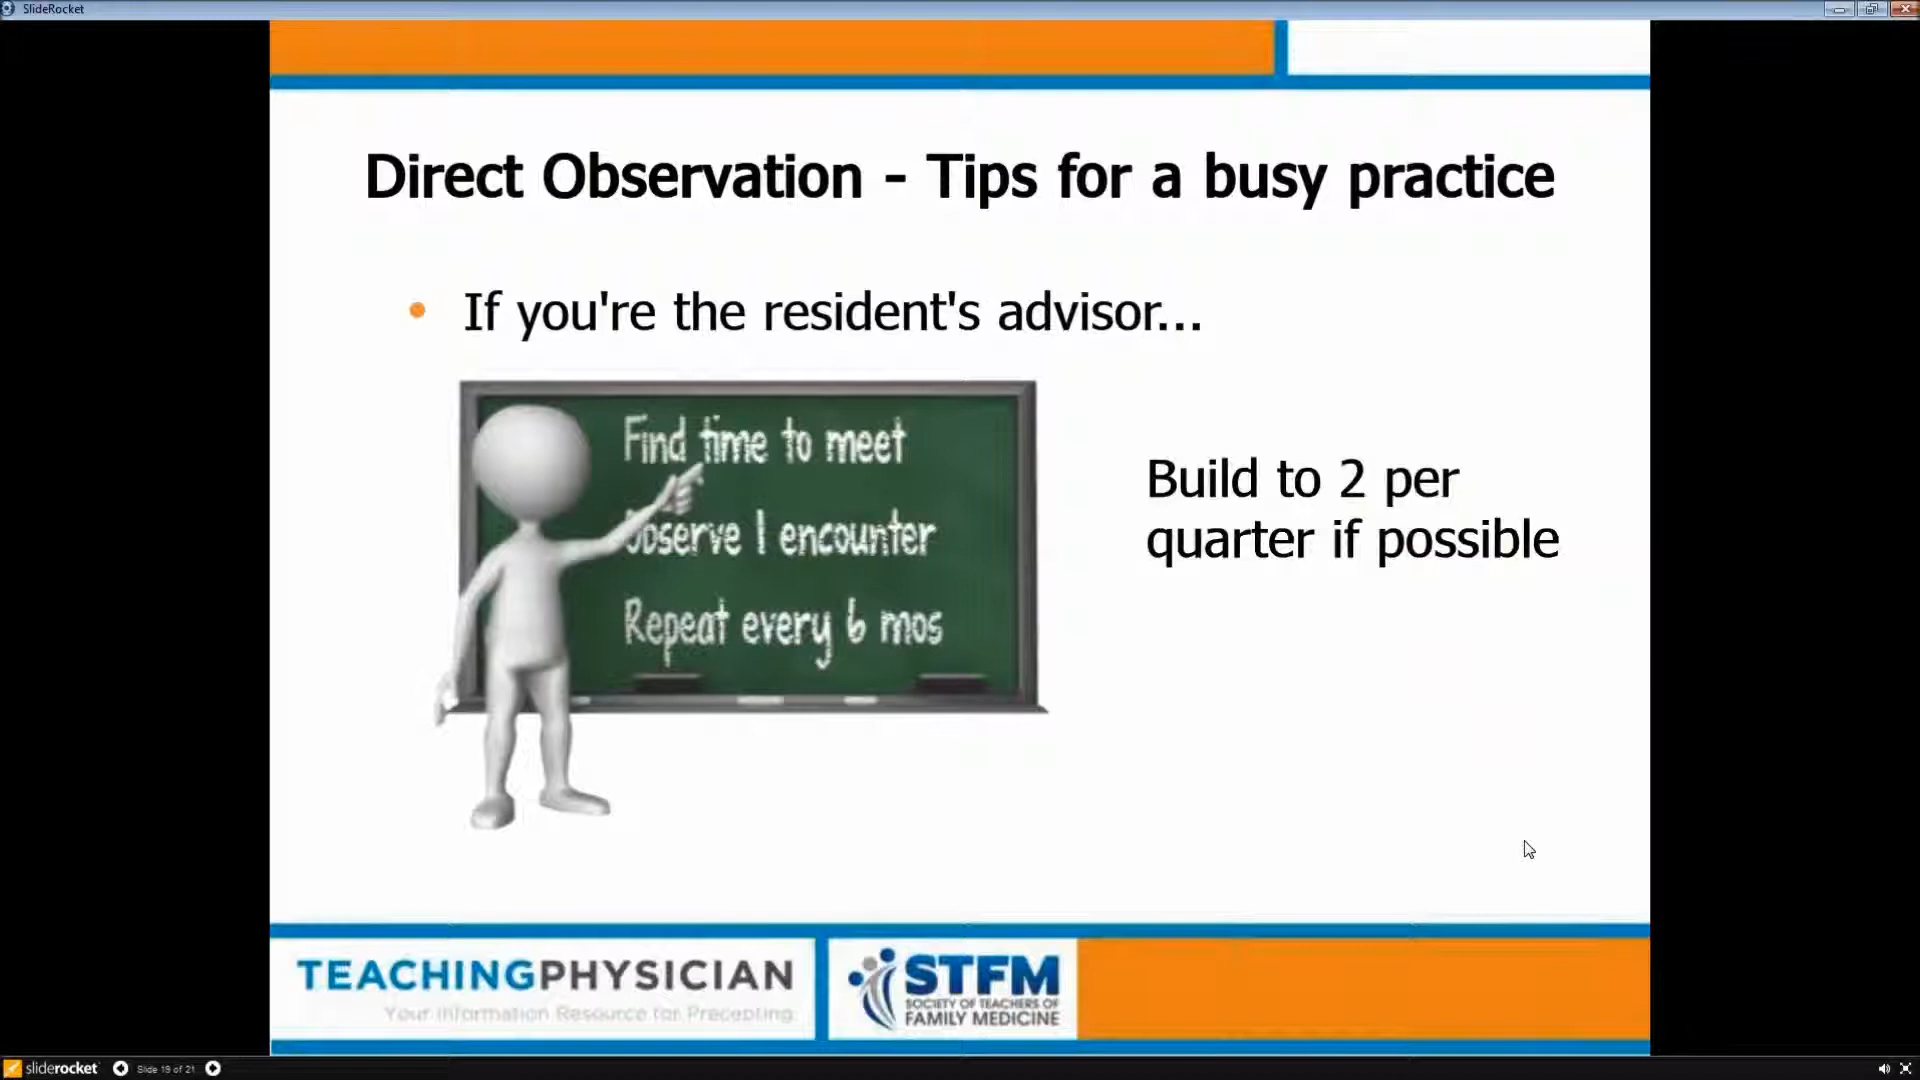 SlideRocket
Direct Observation - Tips for a busy practice
If you're the resident's advisor...
Find time to meet
Observe 1 encounter
Repeat every 6 mos
Build to 2 per
quarter if possible
TEACHINGPHYSICIAN
Your Information Resource for Precepting
STFM
SOCIETY OF TEACHERS OF
FAMILY MEDICINE
sliderocket
Slide 19 of 21